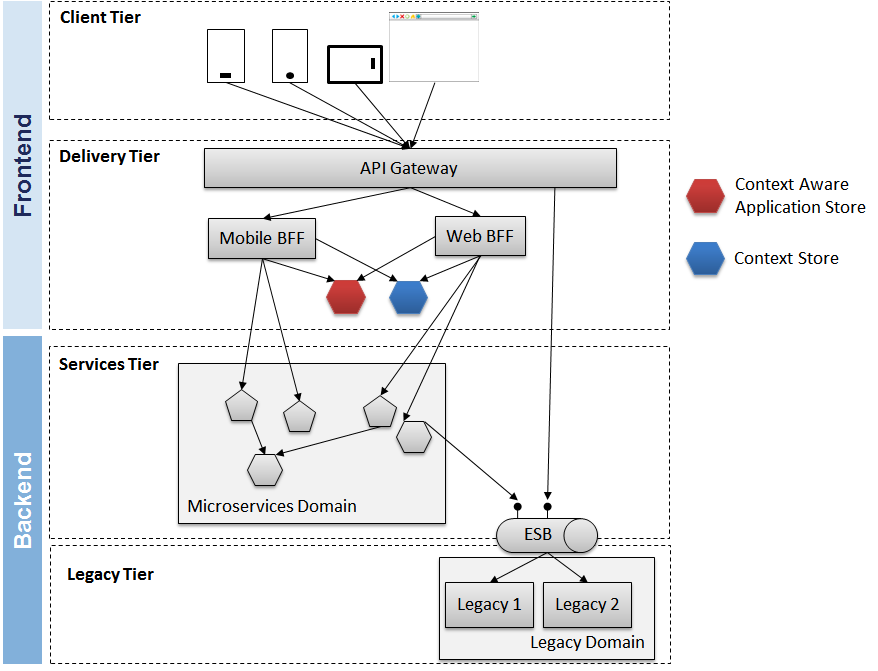 Client Tier
Frontend
Delivery Tier
API Gateway
Mobile BFF
Web BFF
Context Aware
Application Store
Context Store
Services Tier
Backend
Microservices Domain
ESB
Legacy Tier
Legacy 1
Legacy 2
Legacy Domain